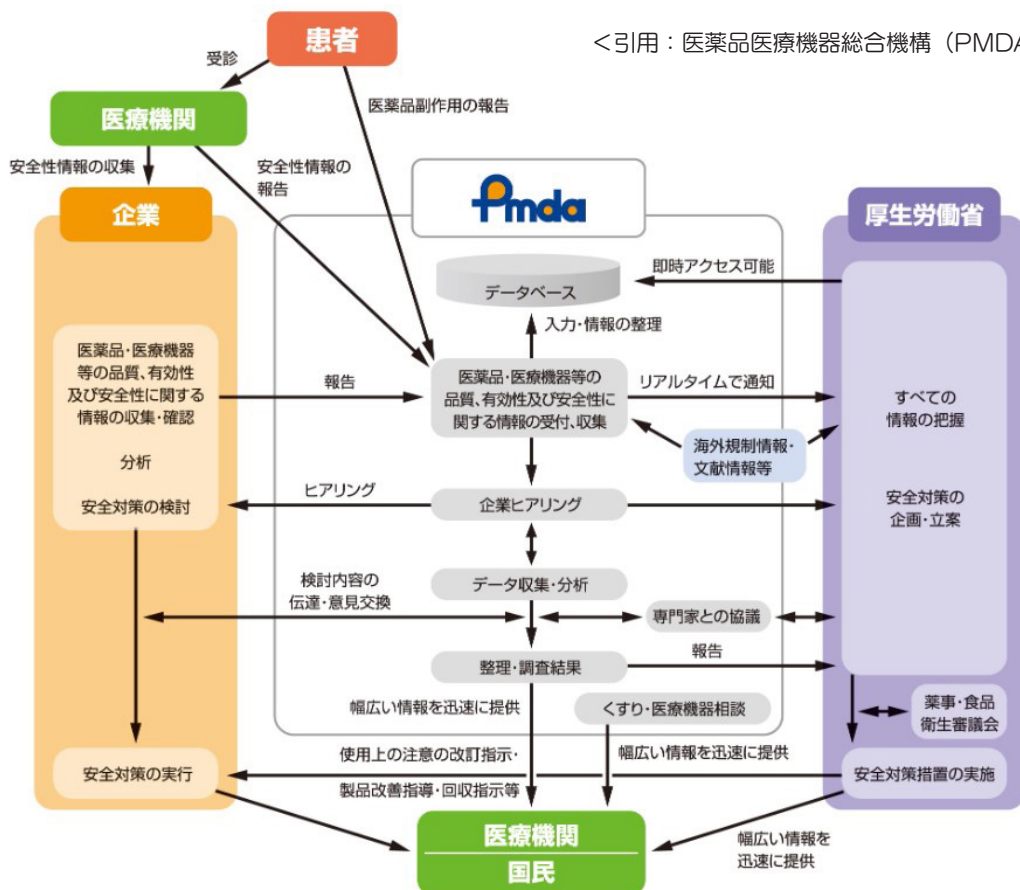 患者
<引用：医薬品医療機器総合機構（PMDA
受診
医薬品副作用の報告
医療機関
安全性情報の収集
安全性情報の
報告
企業
Pmda
厚生労働省
即時アクセス可能
データベース
入力・情報の整理
医薬品・医療機器
等の品質、有効性
及び安全性に関する
情報の収集・確認
報告
医薬品・医療機器等の
品質、有効性及び安全性に
関する情報の受付、収集
リアルタイムで通知
すべての
情報の把握
海外規制情報・
文献情報等
分析
ヒアリング
安全対策の検討
企業ヒアリング
安全対策の
企画・立案
検討内容の
伝達・意見交換
データ収集・分析
専門家との協議
整理・調査結果
報告
幅広い情報を迅速に提供
くすり・医療機器相談
薬事・食品
衛生審議会
使用上の注意の改訂指示・
幅広い情報を迅速に提供
安全対策の実行
製品改善指導・回収指示等
安全対策措置の実施
医療機関
国民
幅広い情報を
迅速に提供